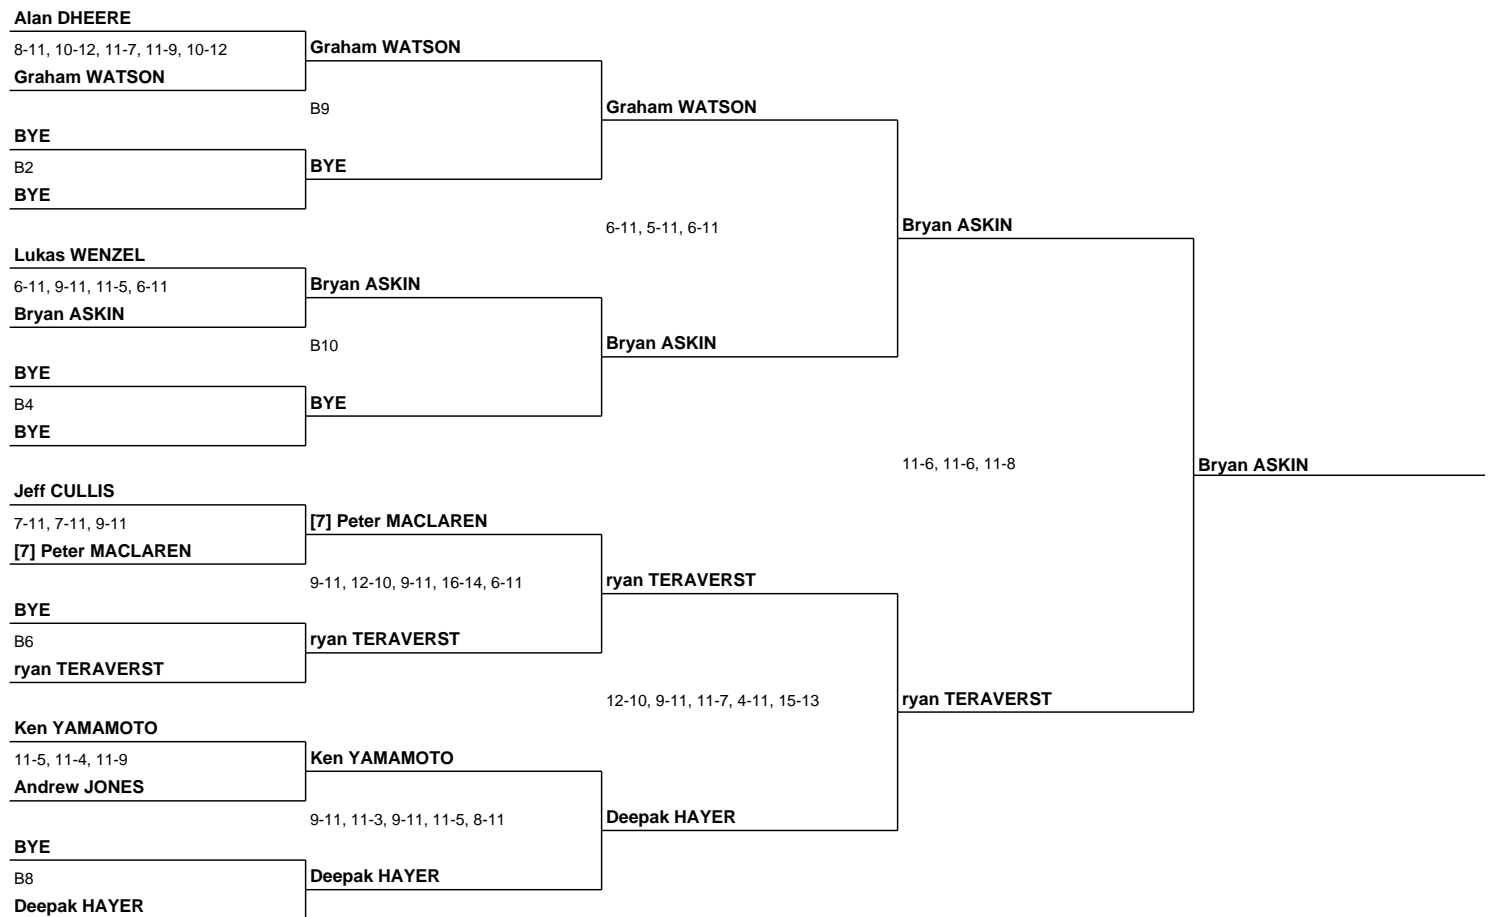 Alan DHEERE
8-11, 10-12, 11-7, 11-9, 10-12
Graham WATSON
BYE
B2
BYE
Lukas WENZEL
6-11, 9-11, 11-5, 6-11
Bryan ASKIN
BYE
B4
BYE
Jeff CULLIS
7-11, 7-11, 9-11
[7] Peter MACLAREN
BYE
B6
ryan TERAVERST
Ken YAMAMOTO
11-5, 11-4, 11-9
Andrew JONES
BYE
B8
Deepak HAYER
Graham WATSON
B9
BYE
Bryan ASKIN
B10
BYE
[7] Peter MACLAREN
9-11, 12-10, 9-11, 16-14, 6-11
ryan TERAVERST
Ken YAMAMOTO
9-11, 11-3, 9-11, 11-5, 8-11
Deepak HAYER
Graham WATSON
6-11, 5-11, 6-11
Bryan ASKIN
ryan TERAVERST
12-10, 9-11, 11-7, 4-11, 15-13
Deepak HAYER
Bryan ASKIN
11-6, 11-6, 11-8
ryan TERAVERST
Bryan ASKIN